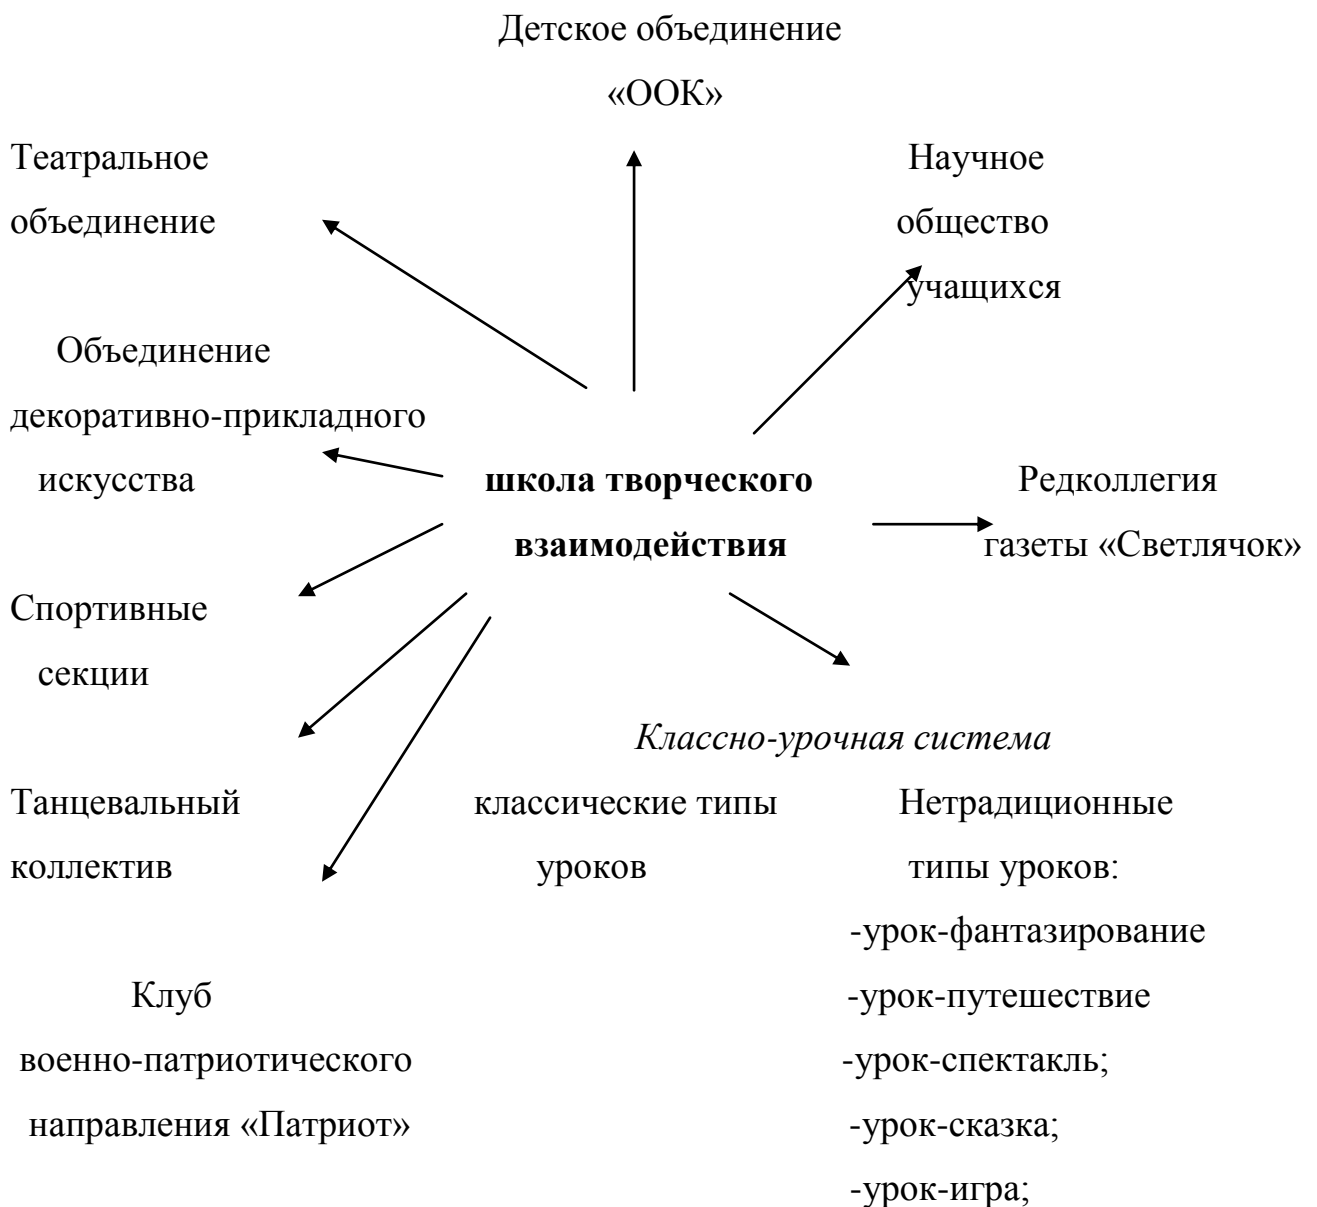 Детское объединение
«ООК»
Театральное
объединение
Научное
общество
учащихся
Объединение
декоративно-прикладного
искусства
школа творческого
взаимодействия
Редколлегия
газеты «Светлячок»
Спортивные
секции
Классно-урочная система
Танцевальный
коллектив
классические типы
уроков
Нетрадиционные
типы уроков:
-урок-фантазирование
-урок-путешествие
-урок-спектакль;
-урок-сказка;
-урок-игра;
Клуб
военно-патриотического
направления «Патриот»